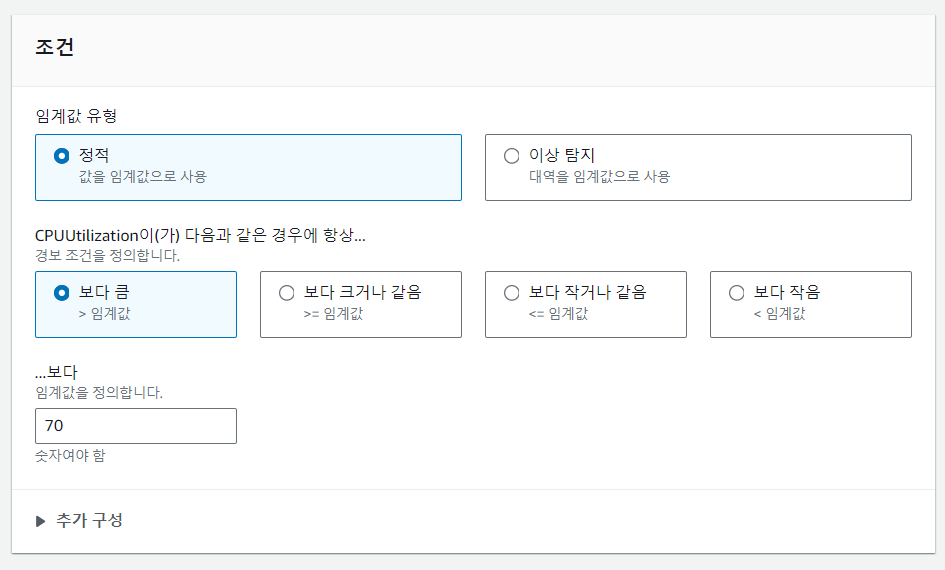 조건
임계값 유형
정적
값을 임계값으로 사용
이상 탐지
대역을 임계값으로 사용
CPUUtilization이(가) 다음과 같은 경우에 항상...
경보 조건을 정의합니다.
보다 큼
> 임계값
보다 크거나 같음
>= 임계값
보다 작거나 같음
<= 임계값
보다 작음
< 임계값
...보다
임계값을 정의합니다.
70
숫자여야 함
추가 구성